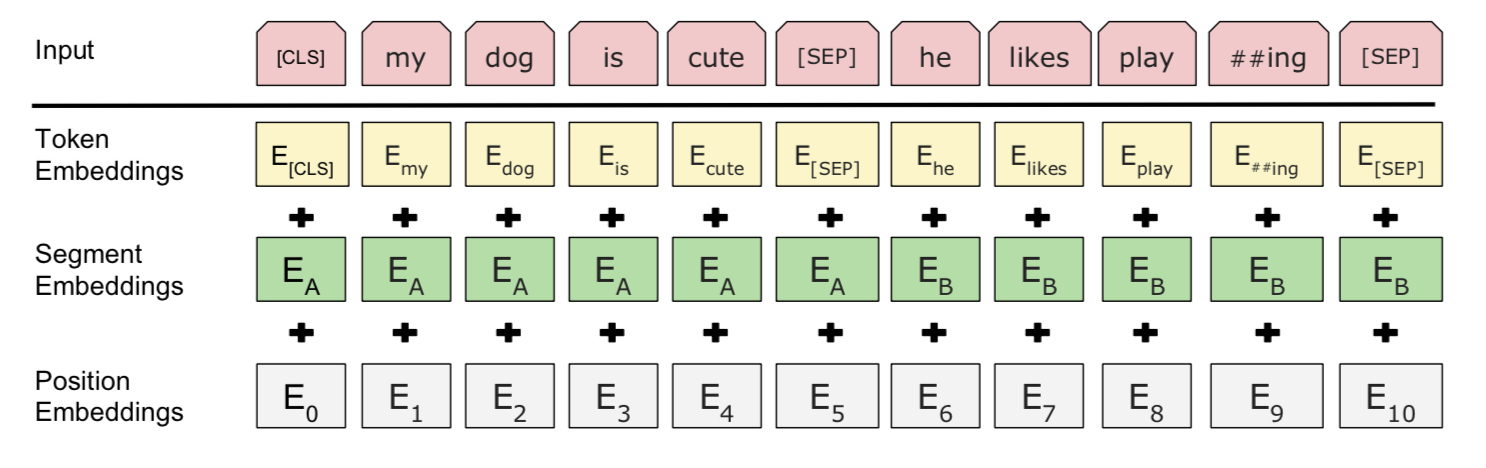 Input [CLS] my dog is cute [SEP] he likes play ##ing [SEP]
Token
Embeddings
E[CLS] Emy Edog Eis Ecute E[SEP] Ehe Elikes Eplay E##ing E[SEP]
+ + + + + + + + + + +
Segment
Embeddings
EA EA EA EA EA EA EB EB EB EB EB
+ + + + + + + + + + +
Position
Embeddings
E0 E1 E2 E3 E4 E5 E6 E7 E8 E9 E10